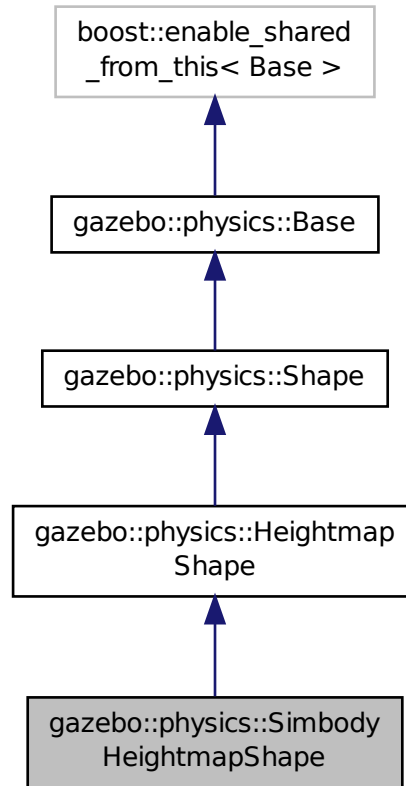 boost::enable_shared
_from_this< Base >
gazebo::physics::Base
gazebo::physics::Shape
gazebo::physics::Heightmap
Shape
gazebo::physics::Simbody
HeightmapShape